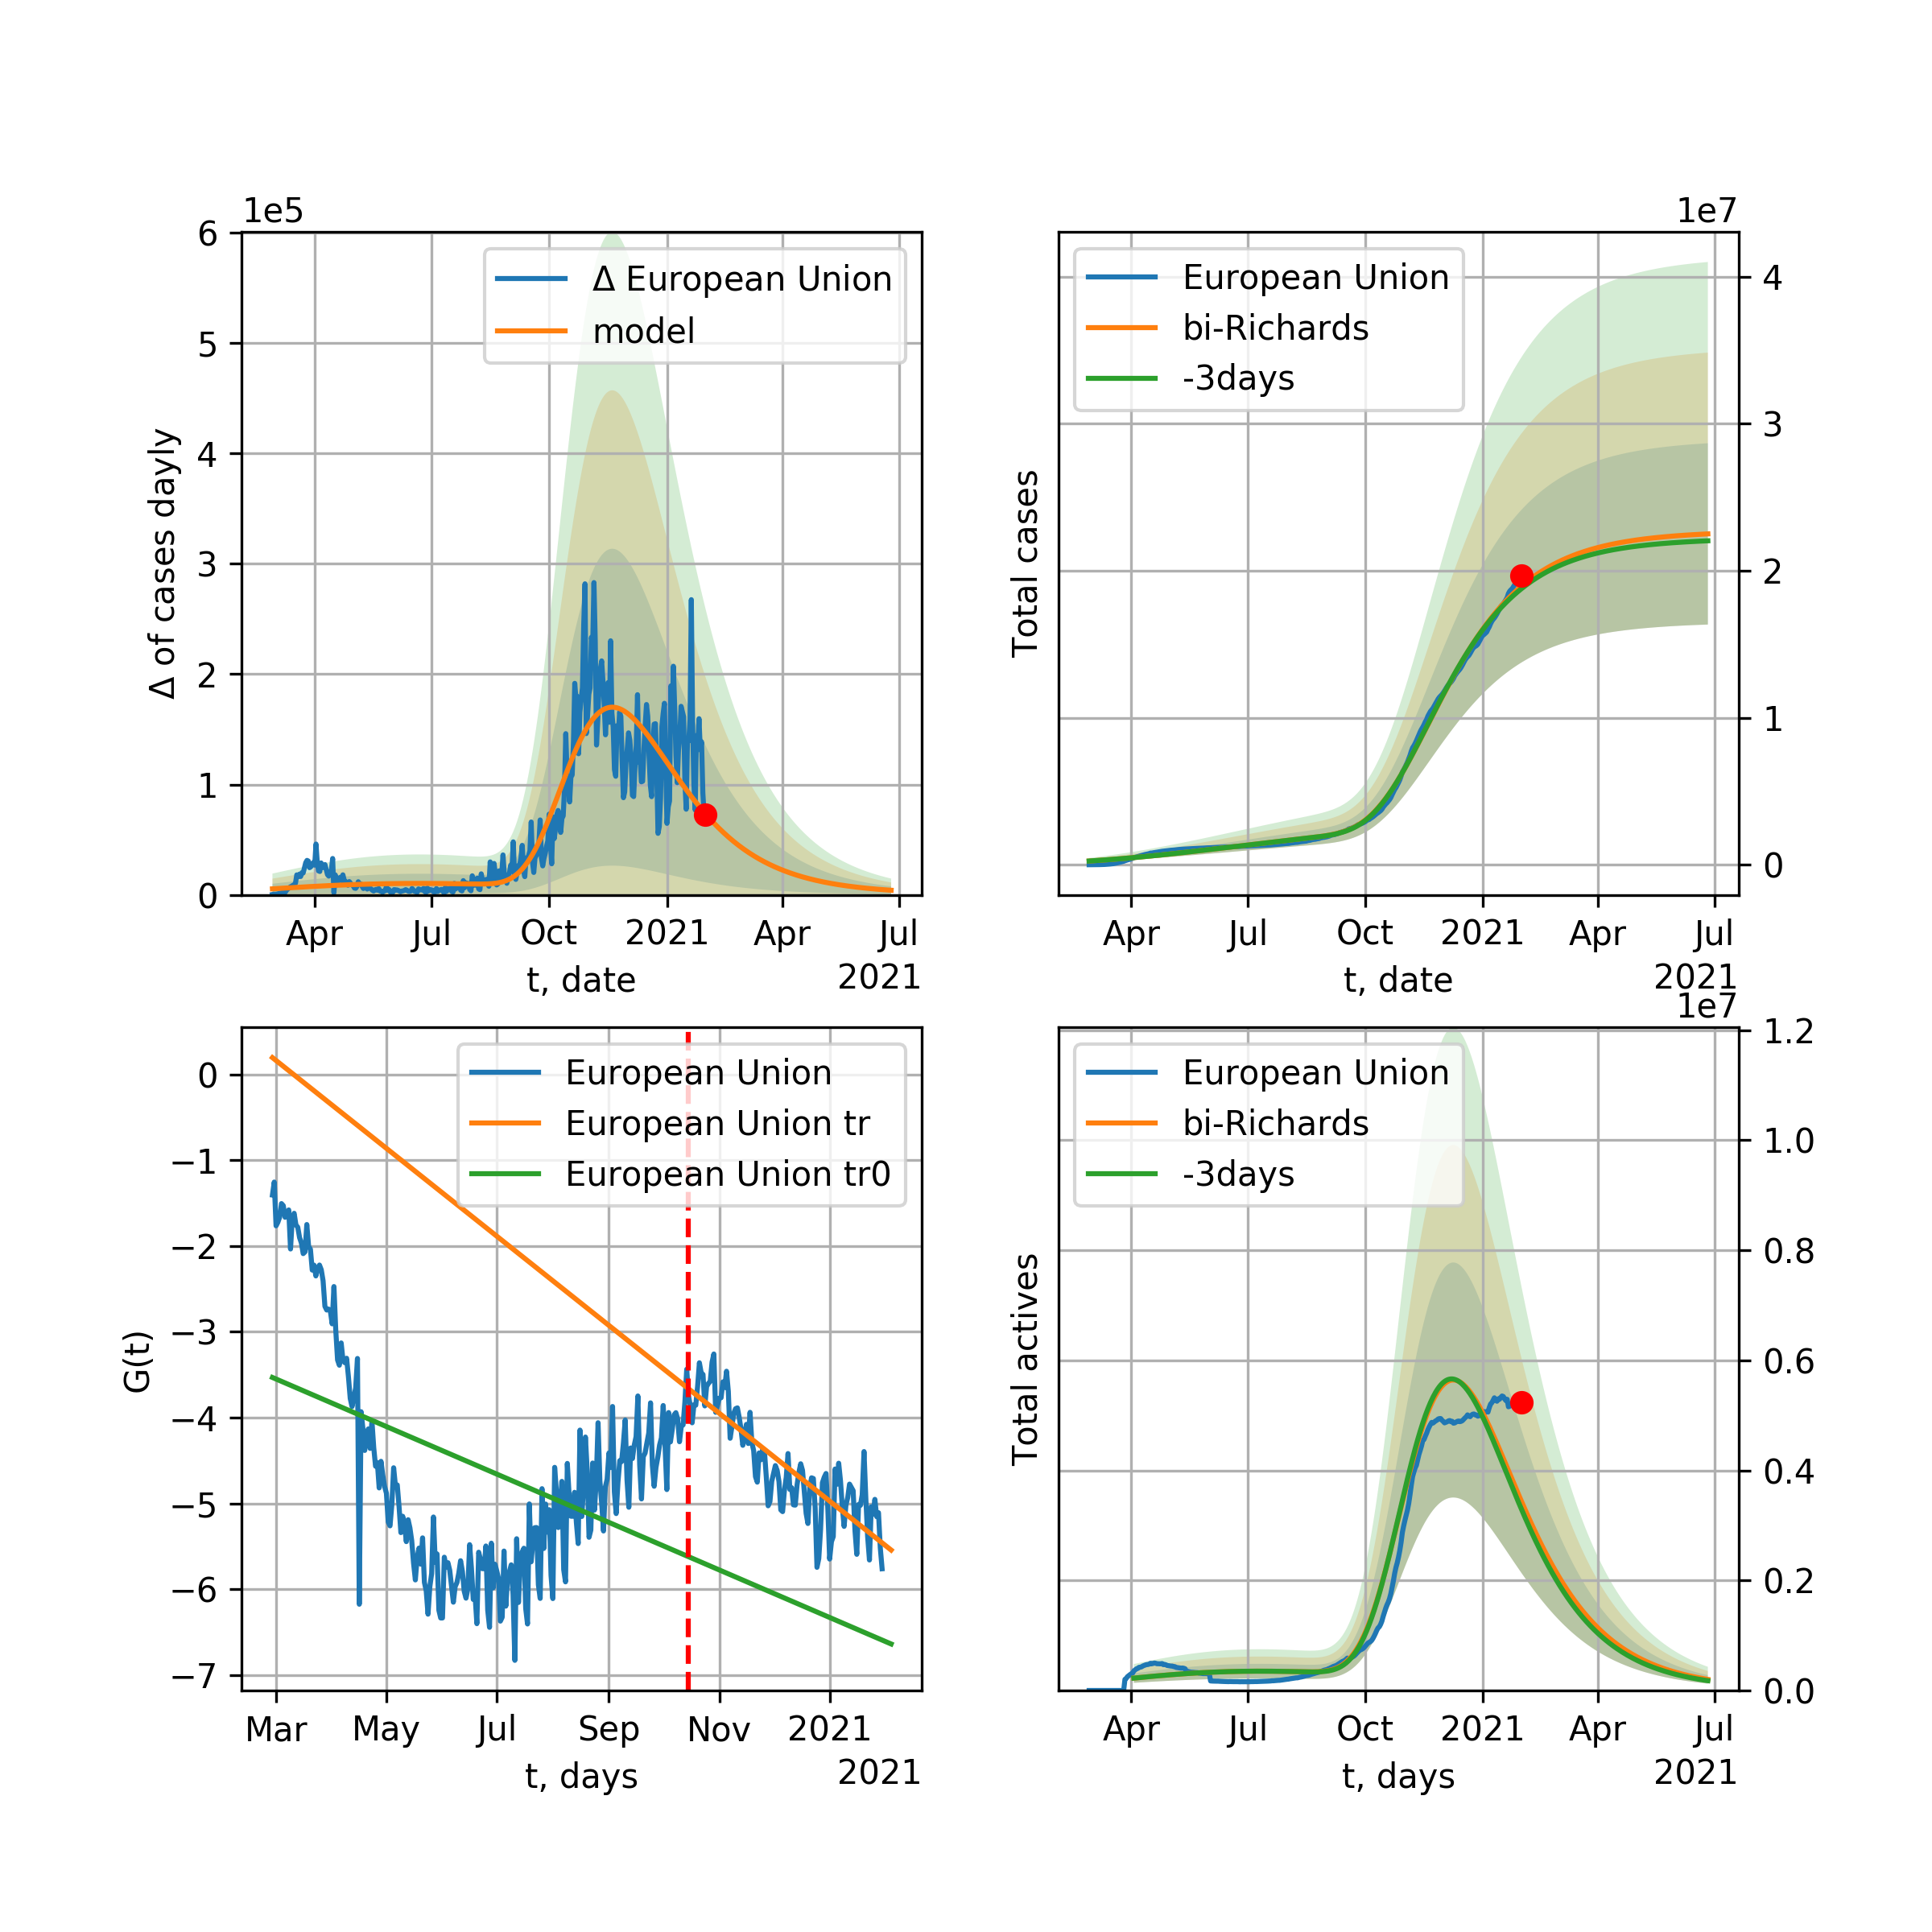 1e5
6
5
4
3
2
1
0
Δ of cases dayly
Δ European Union
model
Apr Jul Oct 2021 Apr Jul
t, date
2021
1e7
4
3
2
1
0
Total cases
European Union
bi-Richards
-3days
Apr Jul Oct 2021 Apr Jul
t, date
2021
0
−1
−2
−3
−4
−5
−6
−7
G(t)
European Union
European Union tr
European Union tr0
Mar May Jul Sep Nov 2021
t, days
2021
1e7
1.2
1.0
0.8
0.6
0.4
0.2
0.0
Total actives
European Union
bi-Richards
-3days
Apr Jul Oct 2021 Apr Jul
t, days
2021